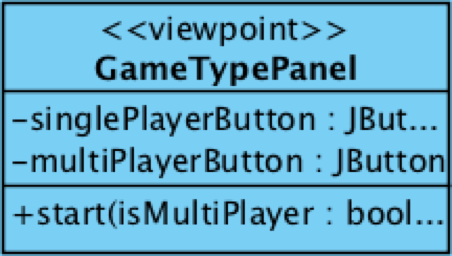 <<viewpoint>>
GameTypePanel
-singlePlayerButton : JBut...
-multiPlayerButton : JButton
+start(isMultiPlayer : bool...